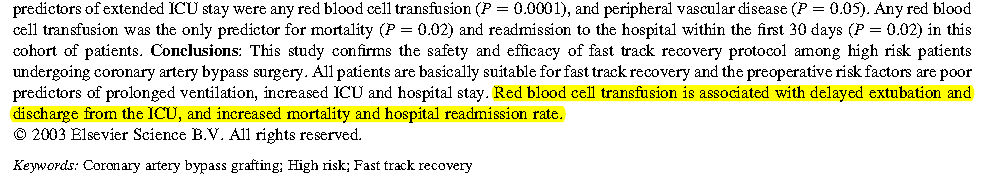 predictors of extended ICU stay were any red blood cell transfusion (P = 0.0001), and peripheral vascular disease (P = 0.05). Any red blood
cell transfusion was the only predictor for mortality (P = 0.02) and readmission to the hospital within the first 30 days (P = 0.02) in this
cohort of patients. Conclusions: This study confirms the safety and efficacy of fast track recovery protocol among high risk patients
undergoing coronary artery bypass surgery. All patients are basically suitable for fast track recovery and the preoperative risk factors are poor
predictors of prolonged ventilation, increased ICU and hospital stay. Red blood cell transfusion is associated with delayed extubation and
discharge from the ICU, and increased mortality and hospital readmission rate.
© 2003 Elsevier Science B.V. All rights reserved.
Keywords: Coronary artery bypass grafting; High risk; Fast track recovery